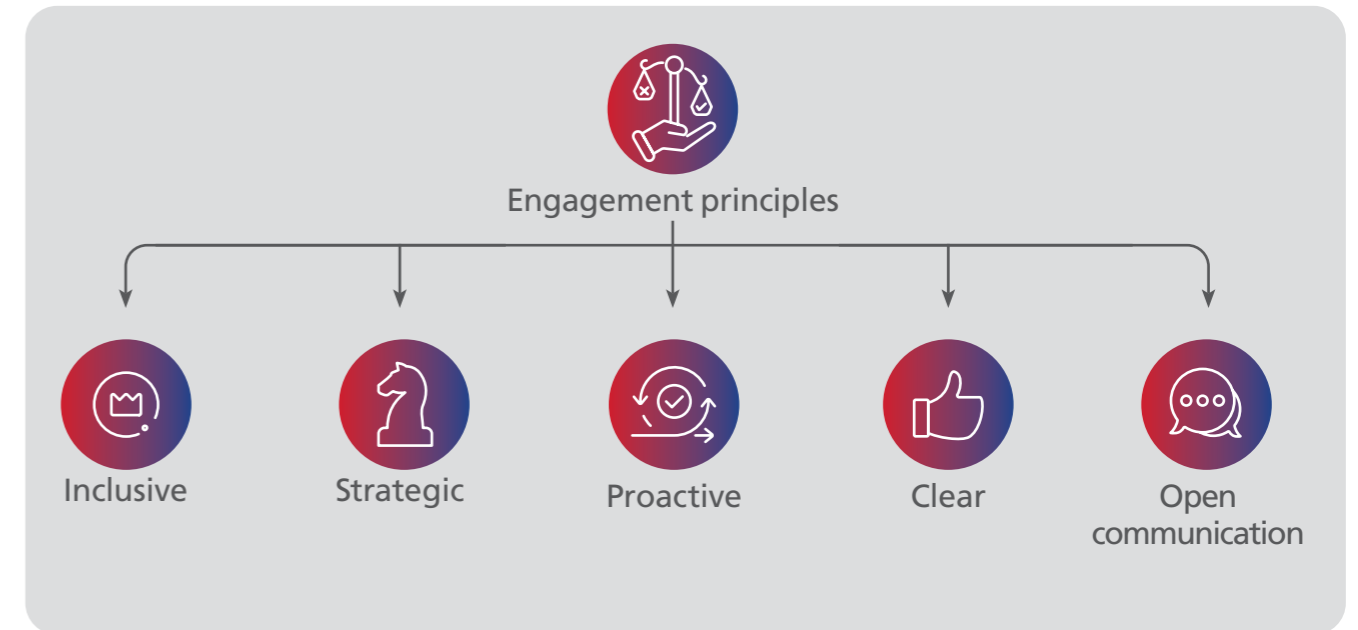 Engagement principles
Inclusive
Strategic
Proactive
Clear
Open
communication